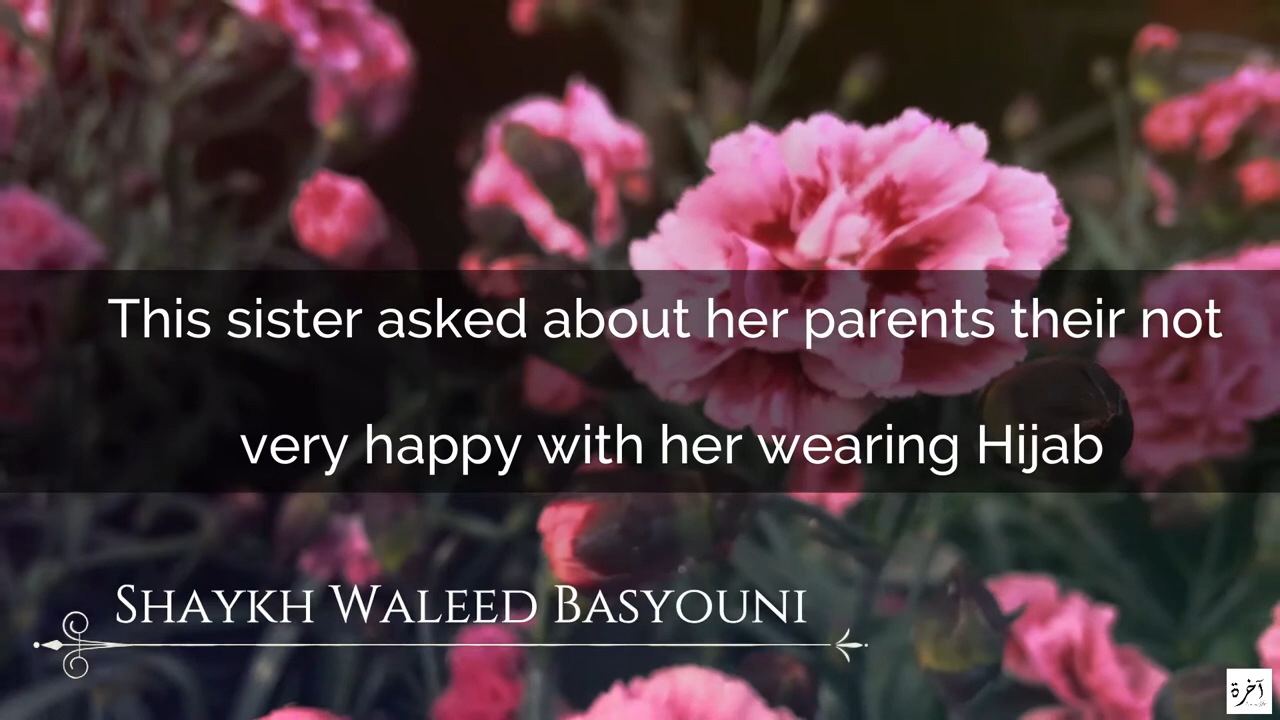 This sister asked about her parents their not
very happy with her wearing Hijab
Shaykh Waleed Basyouni
آخرة